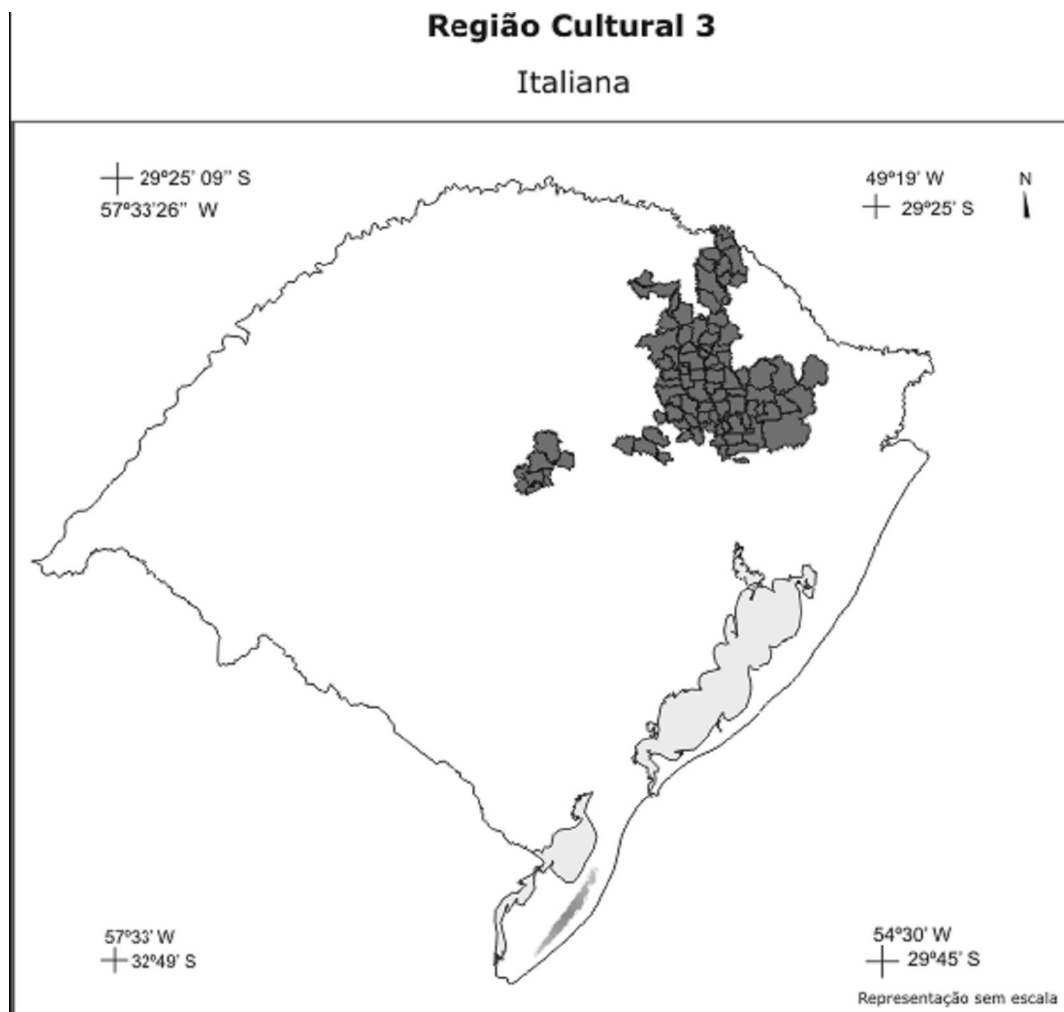 Região Cultural 3
Italiana
29º25' 09" S
57º33'26" W
49º19' W
29º25' S
N
57º33' W
32º49' S
54º30' W
29º45' S
Representação sem escala